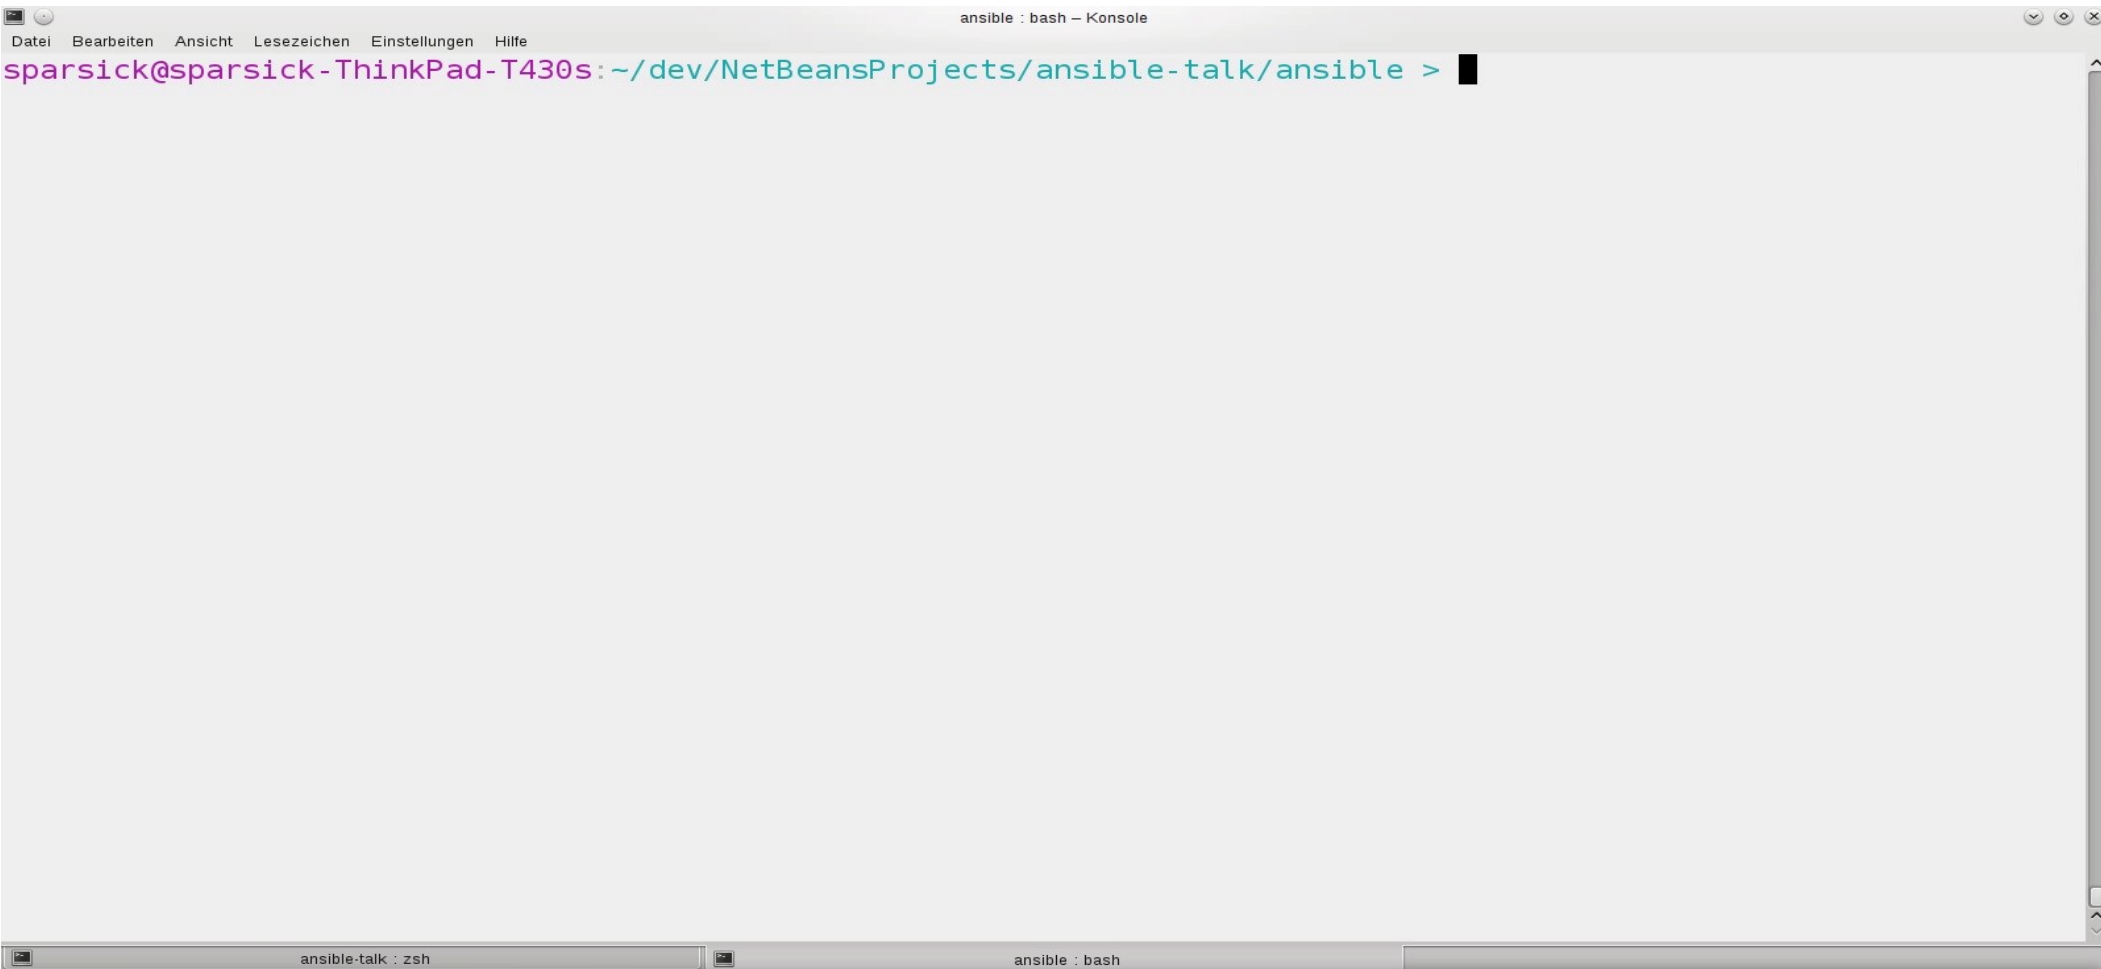 ansible : bash – Konsole
Datei Bearbeiten Ansicht Lesezeichen Einstellungen Hilfe
sparsick@sparsick-ThinkPad-T430s:~/dev/NetBeansProjects/ansible-talk/ansible >
ansible-talk : zsh
ansible : bash